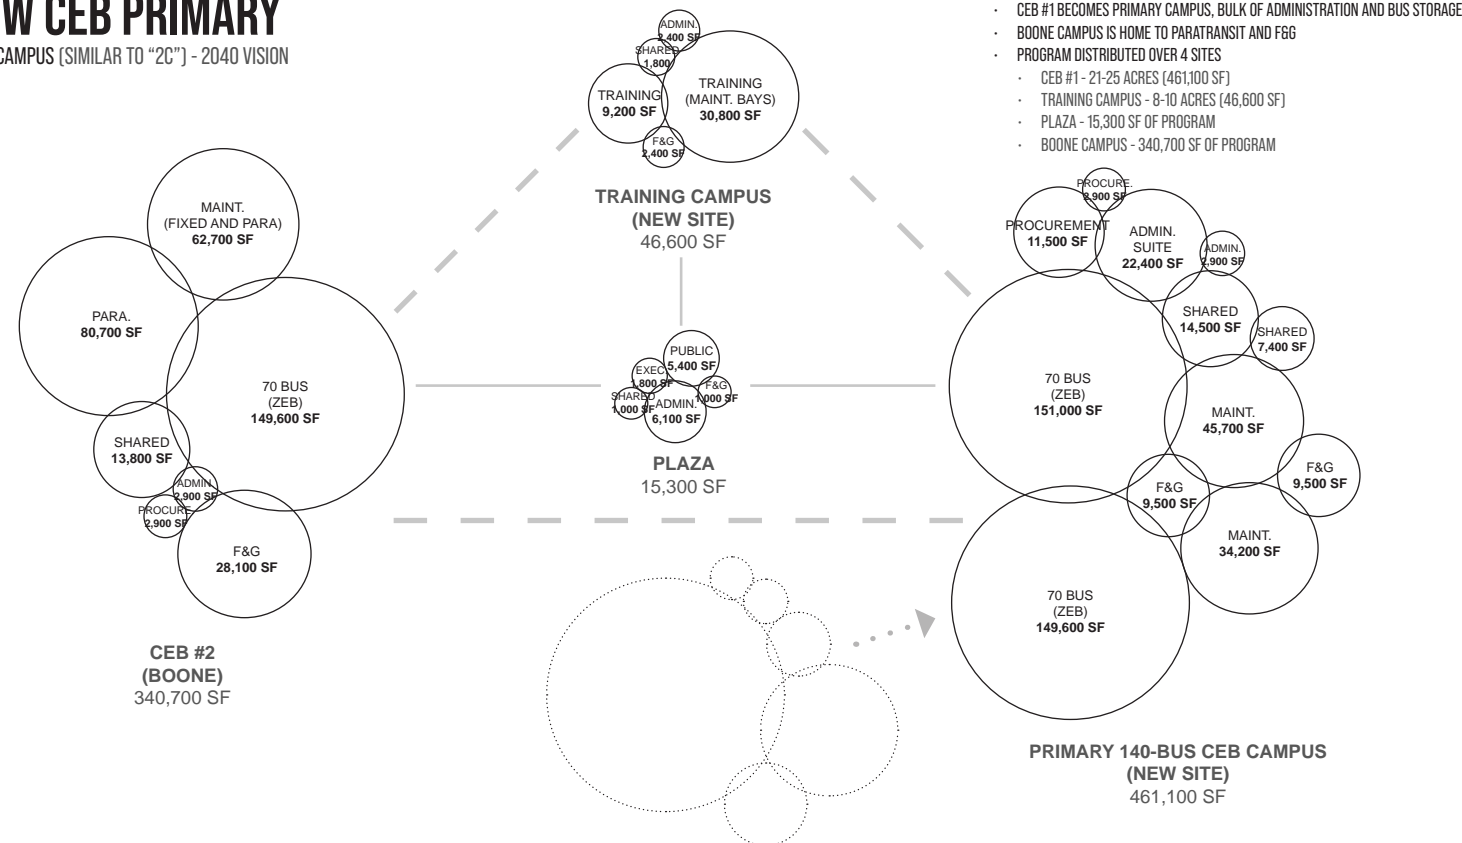 W CEB PRIMARY
CAMPUS (SIMILAR TO “2C”) - 2040 VISION
· CEB #1 BECOMES PRIMARY CAMPUS, BULK OF ADMINISTRATION AND BUS STORAGE
· BOONE CAMPUS IS HOME TO PARATRANSIT AND F&G
· PROGRAM DISTRIBUTED OVER 4 SITES
· CEB #1 - 21-25 ACRES (461,100 SF)
· TRAINING CAMPUS - 8-10 ACRES (46,600 SF)
· PLAZA - 15,300 SF OF PROGRAM
· BOONE CAMPUS - 340,700 SF OF PROGRAM
ADMIN.
2,400 SF
SHARED
1,800
TRAINING
9,200 SF
TRAINING
(MAINT. BAYS)
30,800 SF
F&G
2,400 SF
TRAINING CAMPUS
(NEW SITE)
46,600 SF
MAINT.
(FIXED AND PARA)
62,700 SF
PARA.
80,700 SF
70 BUS
(ZEB)
149,600 SF
SHARED
13,800 SF
ADMIN.
2,900 SF
PROCURE.
2,900 SF
F&G
28,100 SF
CEB #2
(BOONE)
340,700 SF
PUBLIC
5,400 SF
EXEC
1,800 SF
F&G
1,000 SF
SHARED
1,000 SF
ADMIN.
6,100 SF
PLAZA
15,300 SF
PROCURE.
2,900 SF
PROCUREMENT
11,500 SF
ADMIN.
SUITE
22,400 SF
ADMIN.
2,900 SF
SHARED
14,500 SF
SHARED
7,400 SF
70 BUS
(ZEB)
151,000 SF
MAINT.
45,700 SF
F&G
9,500 SF
F&G
9,500 SF
MAINT.
34,200 SF
70 BUS
(ZEB)
149,600 SF
PRIMARY 140-BUS CEB CAMPUS
(NEW SITE)
461,100 SF